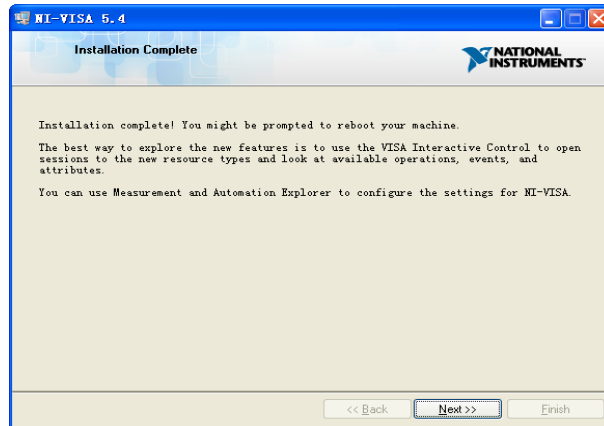 NI-VISA 5.4
Installation Complete
NATIONAL
INSTRUMENTS™
Installation complete! You might be prompted to reboot your machine.
The best way to explore the new features is to use the VISA Interactive Control to open
sessions to the new resource types and look at available operations, events, and
attributes.
You can use Measurement and Automation Explorer to configure the settings for NI-VISA.
<< Back
Next >>
Finish